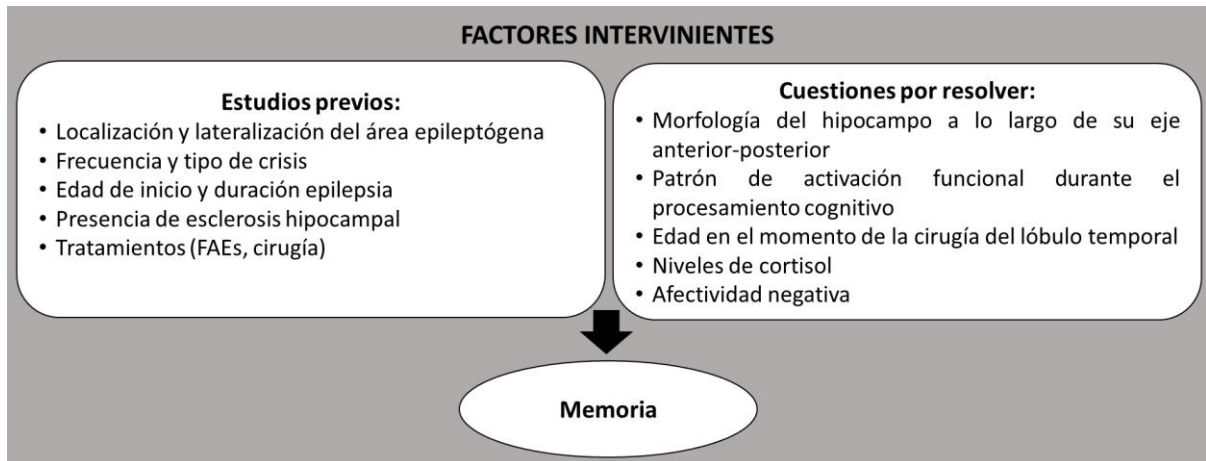 FACTORES INTERVINIENTES
Estudios previos:
• Localización y lateralización del área epileptógena
• Frecuencia y tipo de crisis
• Edad de inicio y duración epilepsia
• Presencia de esclerosis hipocampal
• Tratamientos (FAEs, cirugía)
Cuestiones por resolver:
• Morfología del hipocampo a lo largo de su eje
anterior-posterior
• Patrón de activación funcional durante el
procesamiento cognitivo
• Edad en el momento de la cirugía del lóbulo temporal
• Niveles de cortisol
• Afectividad negativa
Memoria